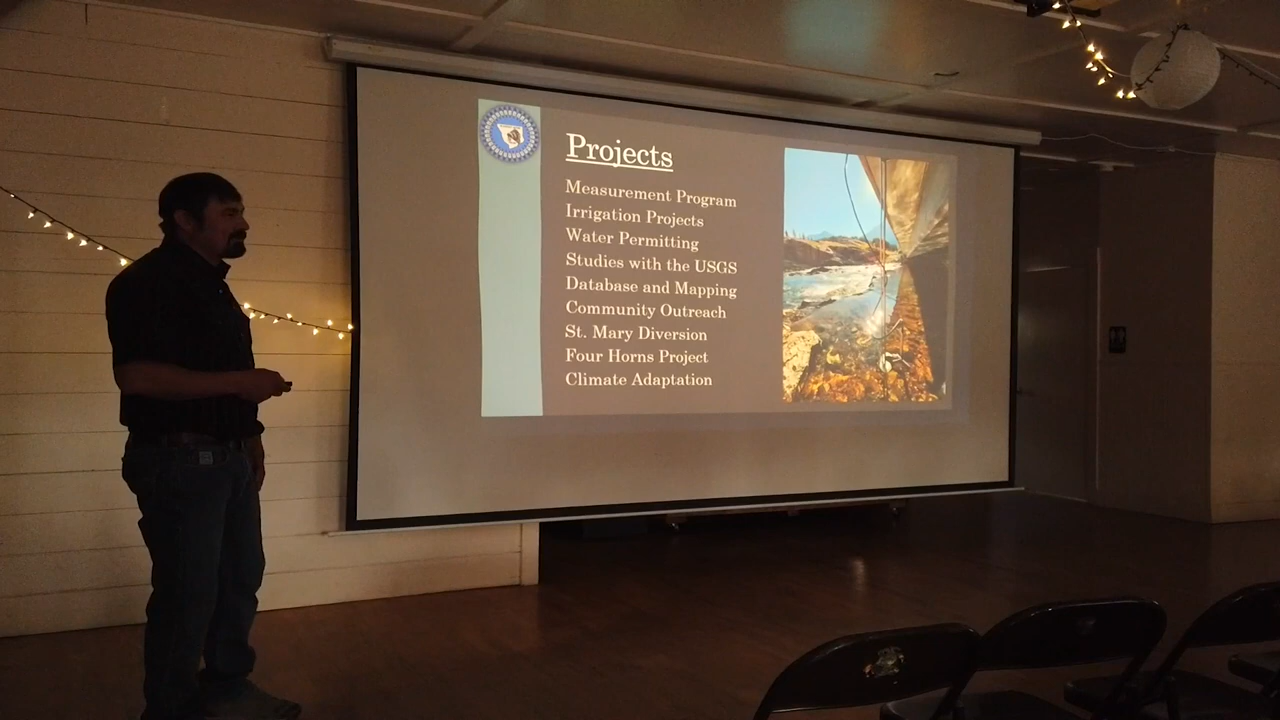 Projects
Measurement Program
Irrigation Projects
Water Permitting
Studies with the USGS
Database and Mapping
Community Outreach
St. Mary Diversion
Four Horns Project
Climate Adaptation